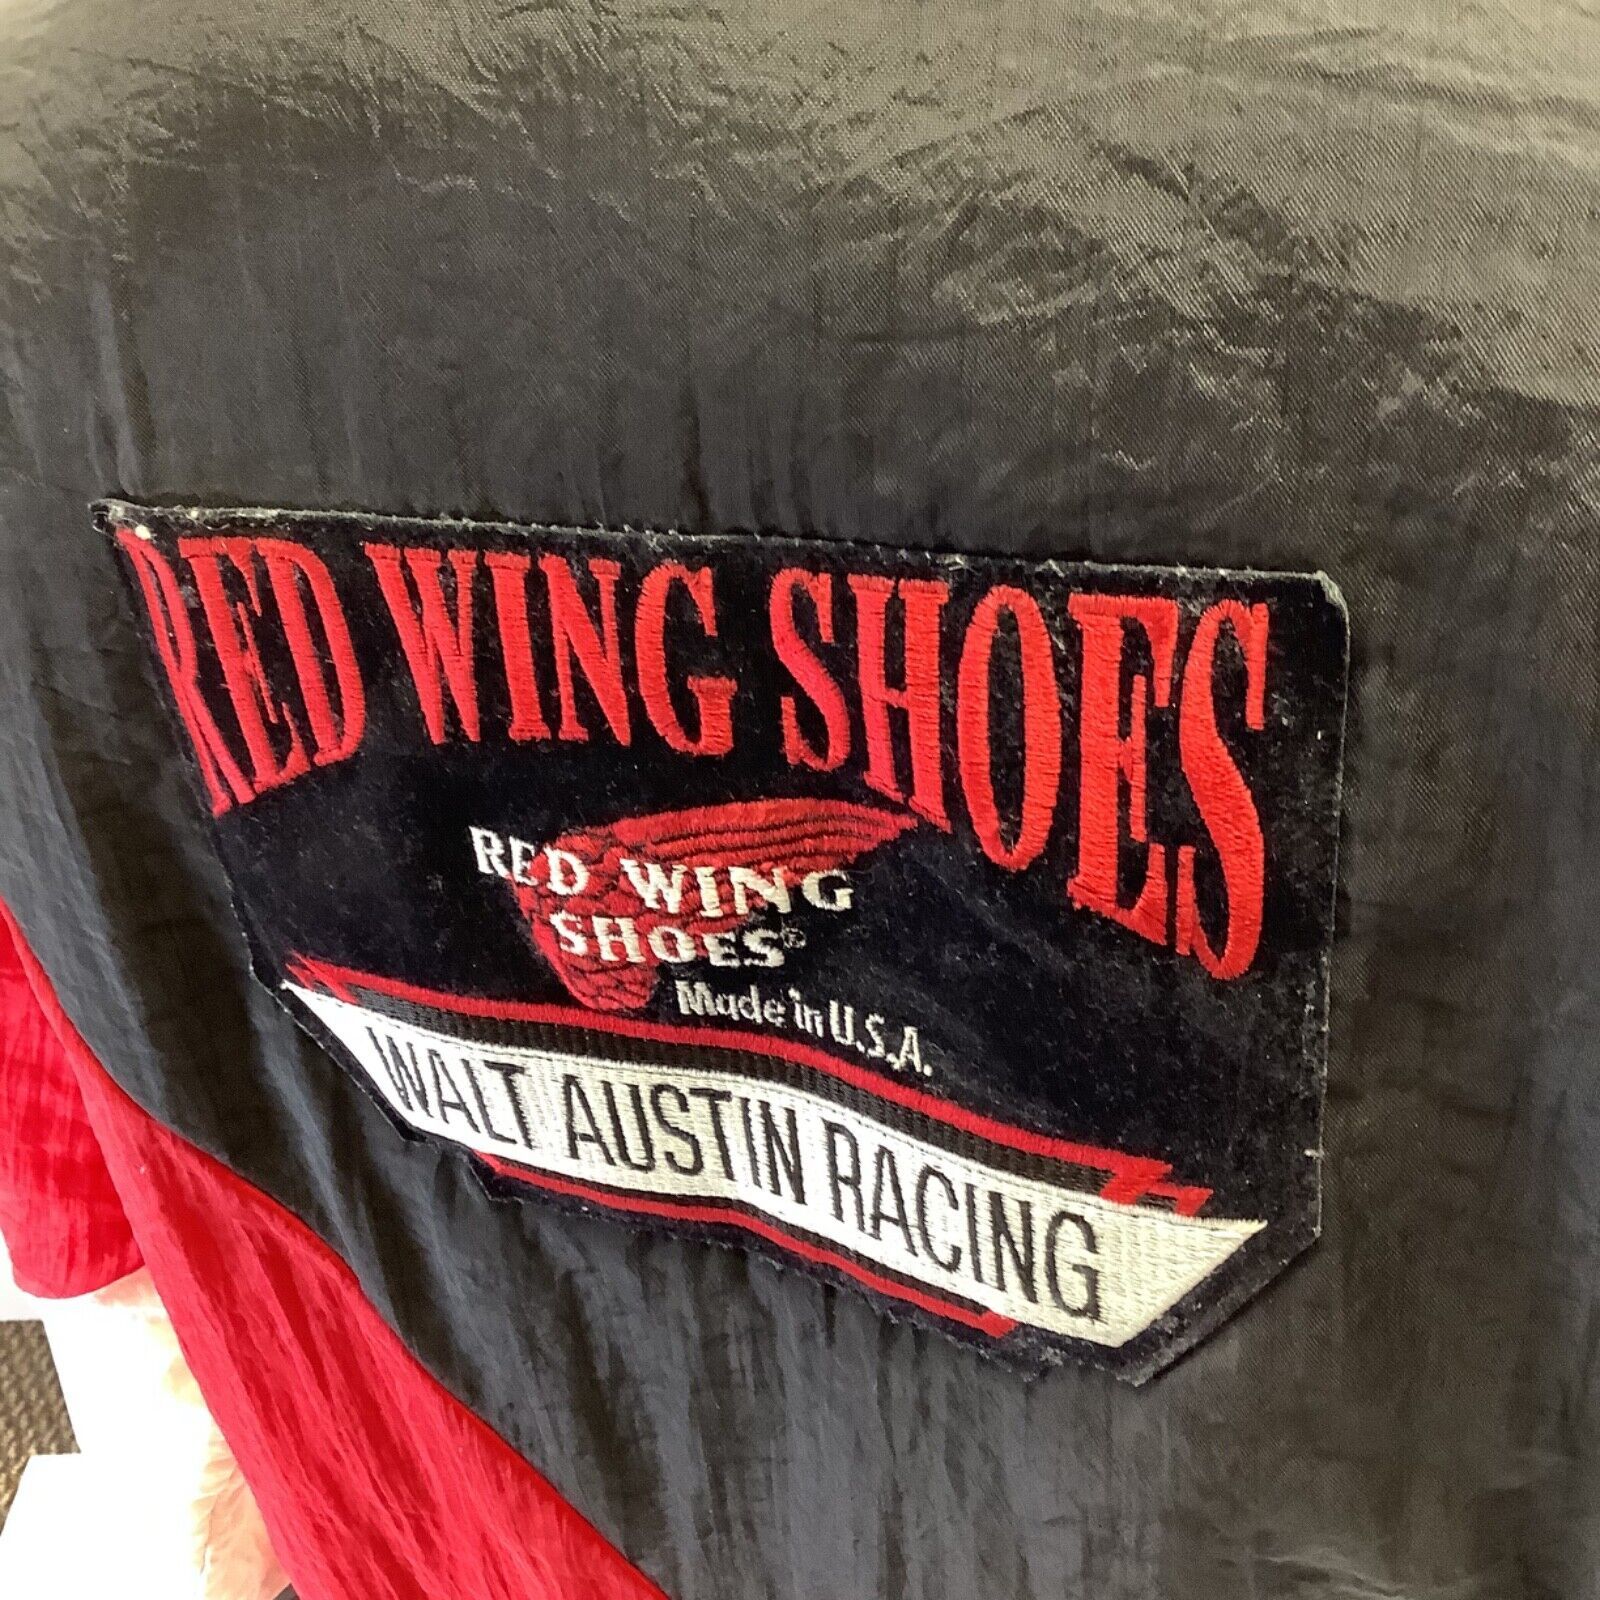 RED WING SHOES
RED WING
SHOES®
Made in U.S.A.
WALT AUSTIN RACING